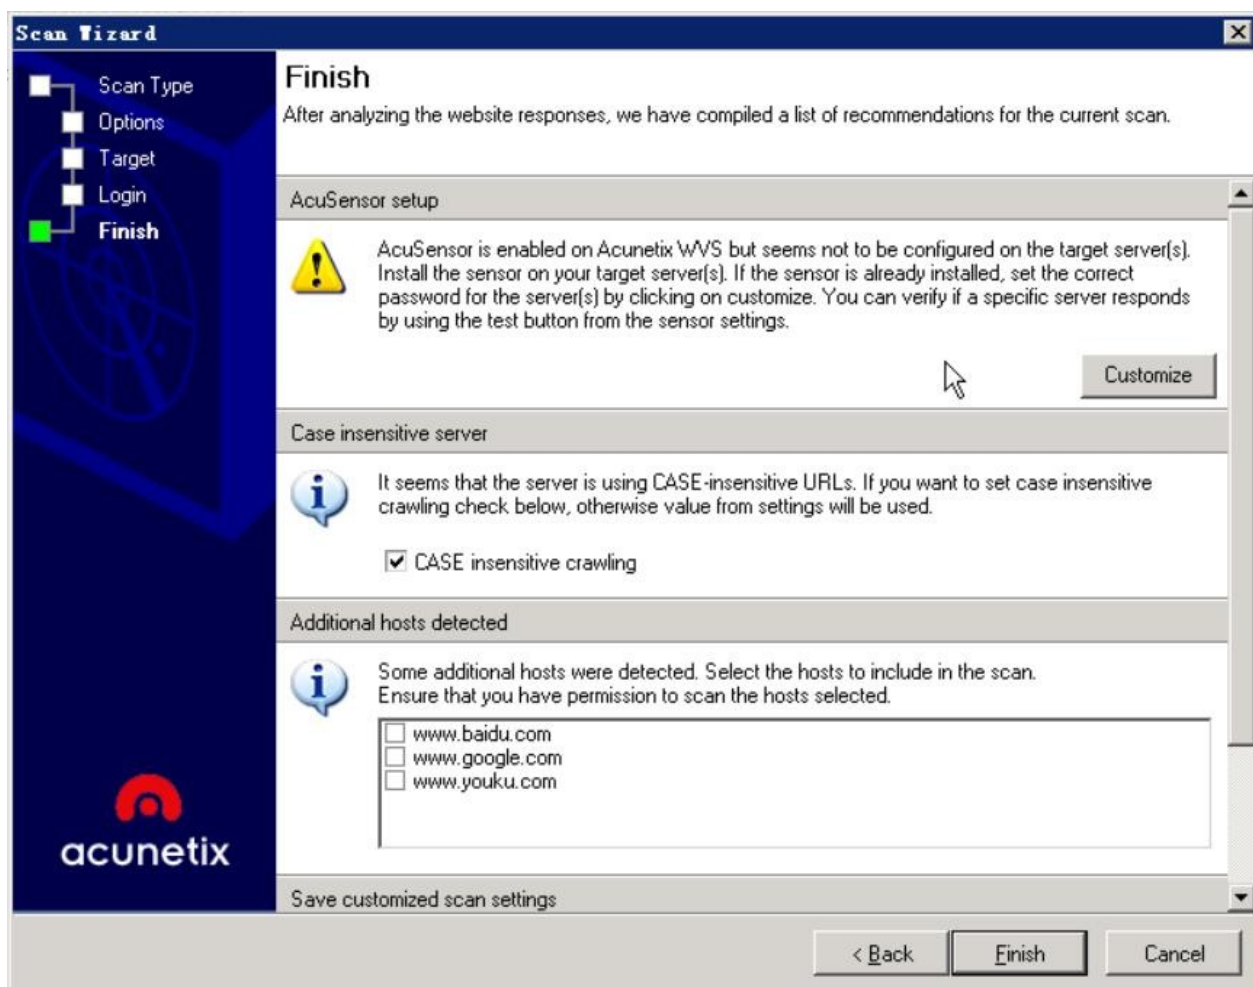 Scan Wizard
Scan Type
Options
Target
Login
Finish
acunetix
Finish
After analyzing the website responses, we have compiled a list of recommendations for the current scan.
AcuSensor setup
AcuSensor is enabled on Acunetix WVS but seems not to be configured on the target server(s).
Install the sensor on your target server(s). If the sensor is already installed, set the correct
password for the server(s) by clicking on customize. You can verify if a specific server responds
by using the test button from the sensor settings.
Customize
Case insensitive server
It seems that the server is using CASE-insensitive URLs. If you want to set case insensitive
crawling check below, otherwise value from settings will be used.
CASE insensitive crawling
Additional hosts detected
Some additional hosts were detected. Select the hosts to include in the scan.
Ensure that you have permission to scan the hosts selected.
www.baidu.com
www.google.com
www.youku.com
Save customized scan settings
< Back
Finish
Cancel